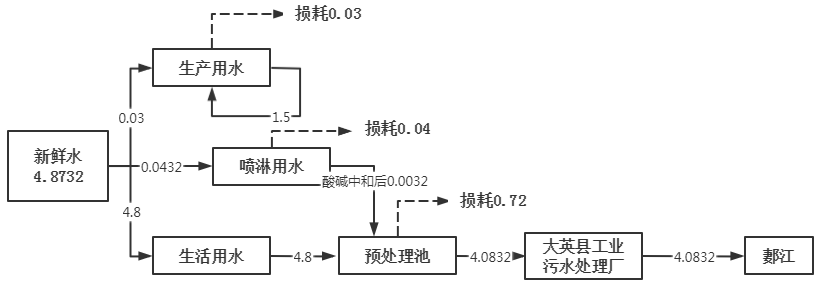 损耗0.03
生产用水
1.5
0.03
损耗0.04
新鲜水
4.8732
0.0432
喷淋用水
酸碱中和后0.0032
损耗0.72
4.8
生活用水
4.8
预处理池
4.0832
大英县工业
污水处理厂
4.0832
郪江